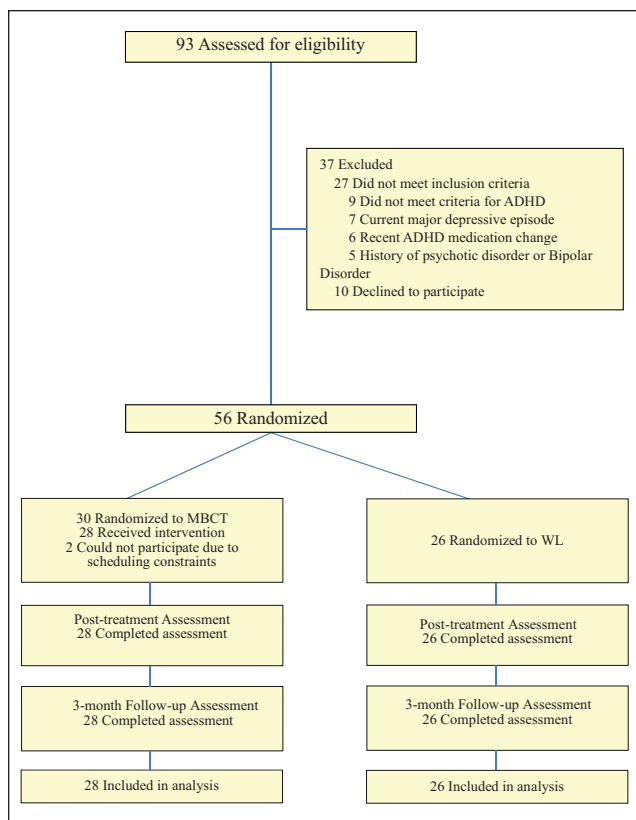 93 Assessed for eligibility
37 Excluded
27 Did not meet inclusion criteria
9 Did not meet criteria for ADHD
7 Current major depressive episode
6 Recent ADHD medication change
5 History of psychotic disorder or Bipolar
Disorder
10 Declined to participate
56 Randomized
30 Randomized to MBCT
28 Received intervention
2 Could not participate due to
scheduling constraints
26 Randomized to WL
Post-treatment Assessment
28 Completed assessment
Post-treatment Assessment
26 Completed assessment
3-month Follow-up Assessment
28 Completed assessment
3-month Follow-up Assessment
26 Completed assessment
28 Included in analysis
26 Included in analysis